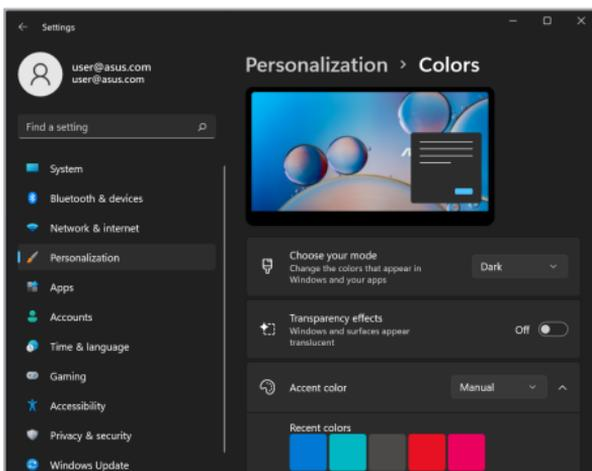 Settings
user@asus.com
user@asus.com
Find a setting
System
Bluetooth & devices
Network & internet
Personalization
Apps
Accounts
Time & language
Gaming
Accessibility
Privacy & security
Windows Update
Personalization > Colors
Choose your mode
Change the colors that appear in
Windows and your apps
Dark
Transparency effects
Windows and surfaces appear
translucent
Off
Accent color
Manual
Recent colors